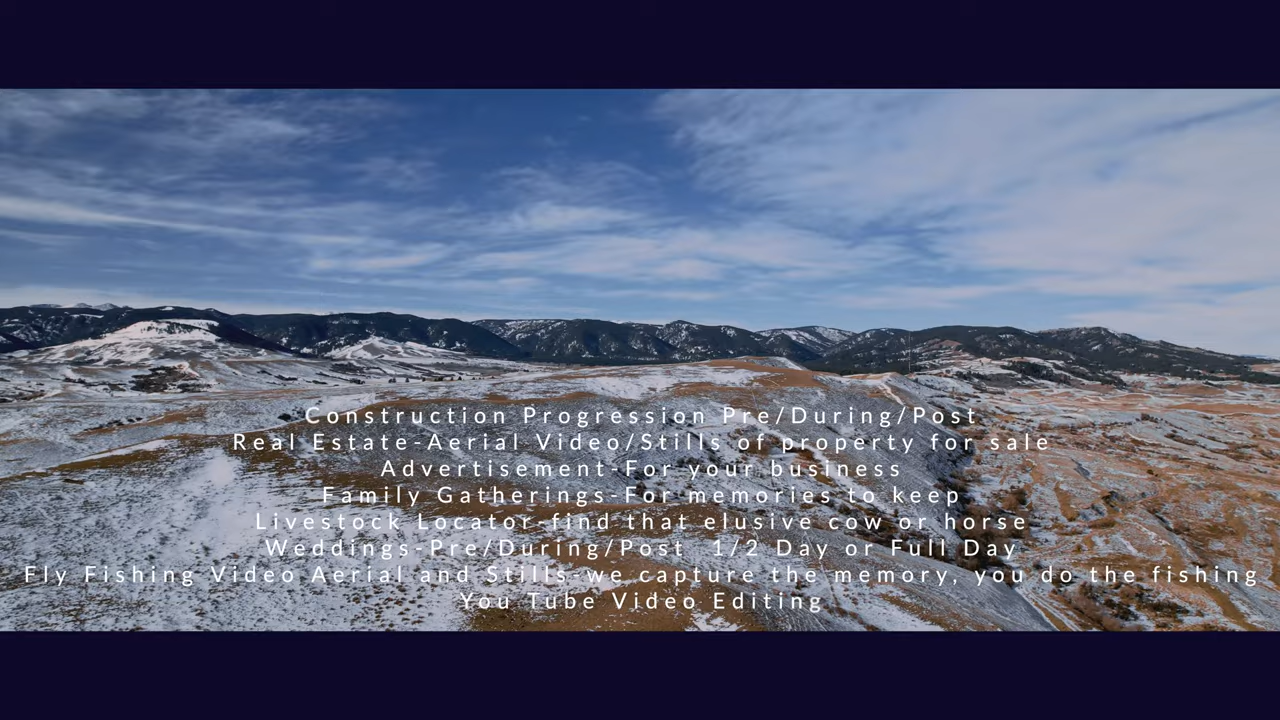 Construction Progression Pre/During/Post
Real Estate-Aerial Video/Stills of property for sale
Advertisement-For your business
Family Gatherings-For memories to keep
Livestock Locator-find that elusive cow or horse
Weddings-Pre/During/Post 1/2 Day or Full Day
Fly Fishing Video Aerial and Stills-we capture the memory, you do the fishing
You Tube Video Editing